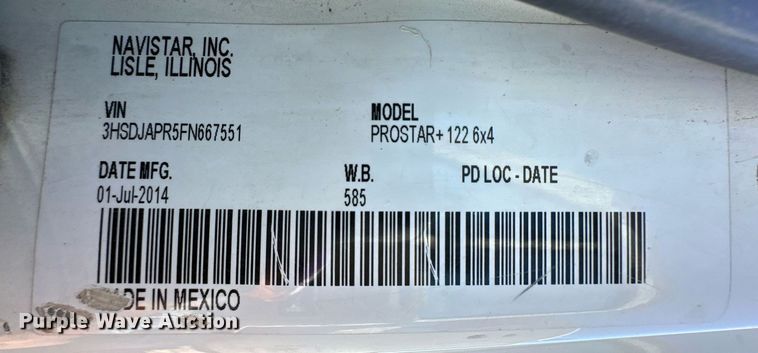 NAVISTAR, INC.
LISLE, ILLINOIS
VIN MODEL
3HSDJAPR5FN667551 PROSTAR+ 122 6x4
DATE MFG. W.B. PD LOC - DATE
01-Jul-2014 585
DE IN MEXICO
Purple Wave Auction